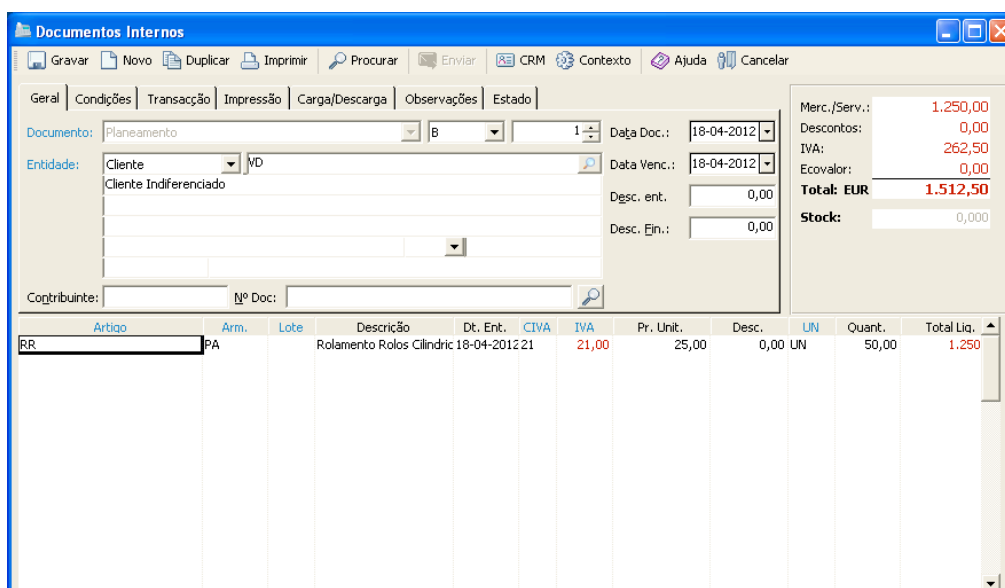 Documentos Internos
Gravar Novo Duplicar Imprimir Procurar Enviar CRM Contexto Ajuda Cancelar
Geral Condições Transacção Impressão Carga/Descarga Observações Estado
Documento: Planeamento B 1 Data Doc.: 18-04-2012
Entidade: Cliente VD Data Venc.: 18-04-2012
Cliente Indiferenciado
Desc. ent. 0,00
Desc. Fin.: 0,00
Contribuinte: Nº Doc:
Merc./Serv.: 1.250,00
Descontos: 0,00
IVA: 262,50
Ecovalor: 0,00
Total: EUR 1.512,50
Stock: 0,000
Artigo Arm. Lote Descrição Dt. Ent. CIVA IVA Pr. Unit. Desc. UN Quant. Total Liq.
RR PA Rolamento Rolos Cilindric 18-04-2012 21 21,00 25,00 0,00 UN 50,00 1.250